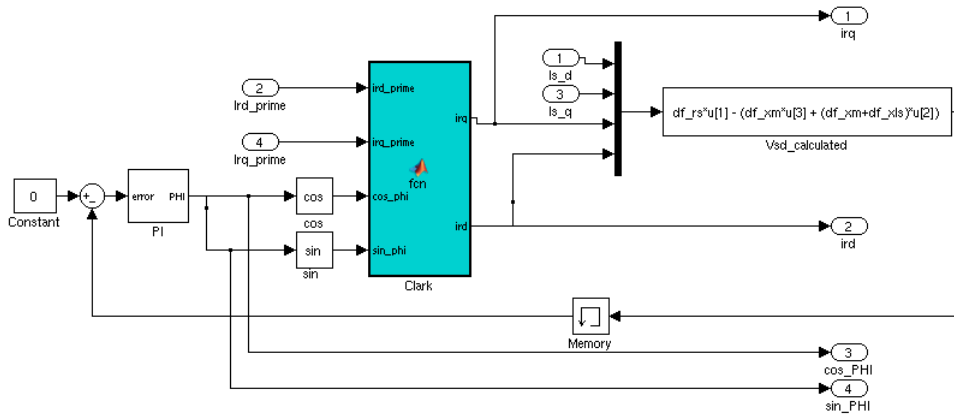 1
irq
1
Is_d
2
Ird_prime
ird_prime
3
Is_q
df_rs*u[1] - (df_xm*u[3] + (df_xm+df_xls)*u[2])
Vsd_calculated
irq
4
Irq_prime
irq_prime
fcn
0
Constant
+
-
error
PHI
PI
cos
cos
cos_phi
ird
2
ird
sin
sin
sin_phi
Clark
Memory
3
cos_PHI
4
sin_PHI